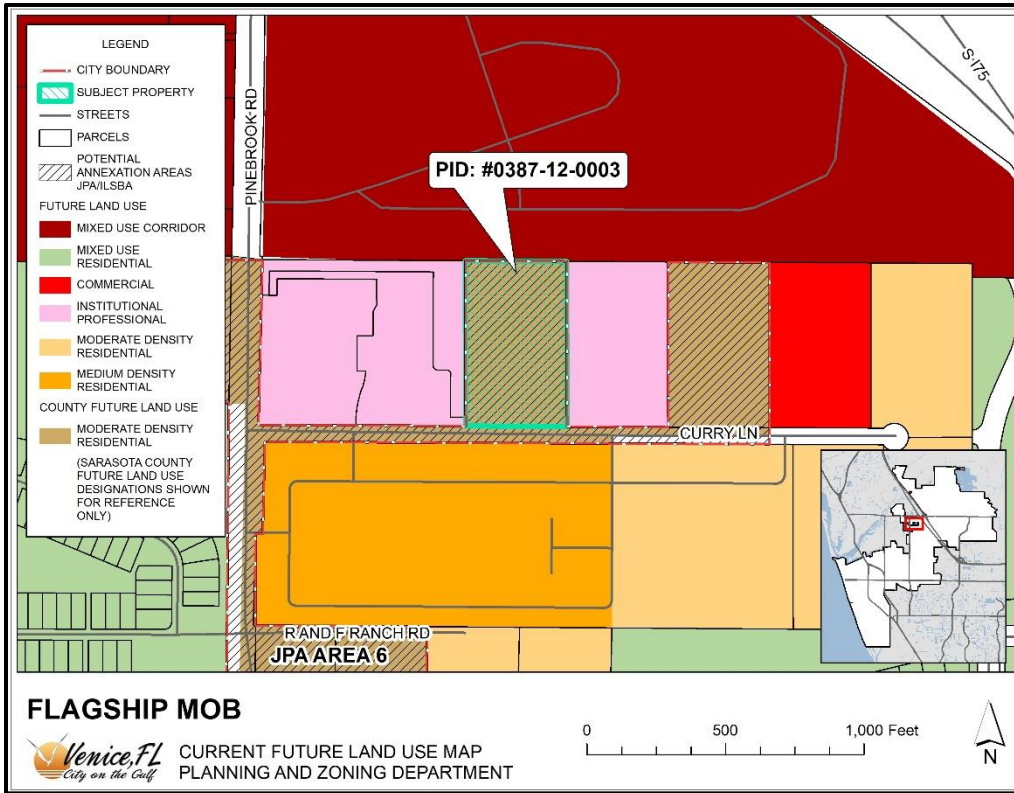 LEGEND
CITY BOUNDARY
SUBJECT PROPERTY
STREETS
PARCELS
POTENTIAL
ANNEXATION AREAS
JPA/ILSBA
FUTURE LAND USE
MIXED USE CORRIDOR
MIXED USE
RESIDENTIAL
COMMERCIAL
INSTITUTIONAL
PROFESSIONAL
MODERATE DENSITY
RESIDENTIAL
MEDIUM DENSITY
RESIDENTIAL
COUNTY FUTURE LAND USE
MODERATE DENSITY
RESIDENTIAL
(SARASOTA COUNTY
FUTURE LAND USE
DESIGNATIONS SHOWN
FOR REFERENCE
ONLY)
PINEBROOK RD
S I75
PID: #0387-12-0003
CURRY LN
R AND F RANCH RD
JPA AREA 6
FLAGSHIP MOB
Venice, FL
City on the Gulf
CURRENT FUTURE LAND USE MAP
PLANNING AND ZONING DEPARTMENT
0 500 1,000 Feet
N